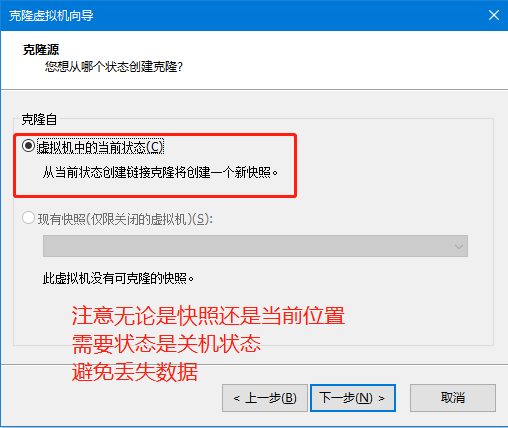 克隆虚拟机向导
克隆源
您想从哪个状态创建克隆?
克隆自
虚拟机中的当前状态(C)
从当前状态创建链接克隆将创建一个新快照。
现有快照(仅限关闭的虚拟机)(S):
此虚拟机没有可克隆的快照。
注意无论是快照还是当前位置
需要状态是关机状态
避免丢失数据
< 上一步(B)
下一步(N) >
取消